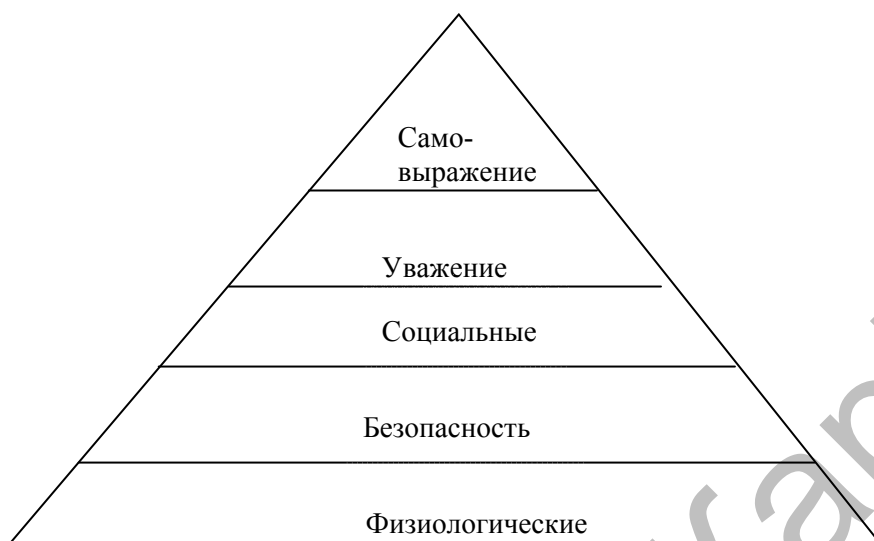 Само-
выражение
Уважение
Социальные
Безопасность
Физиологические